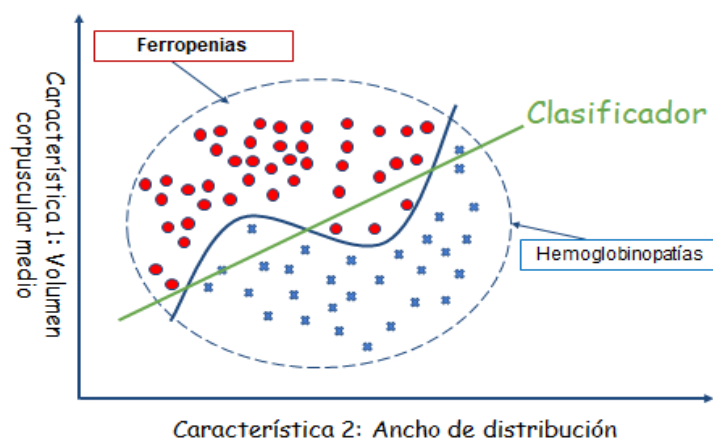 Ferropenias
Clasificador
Característica 1: Volumen
corpuscular medio
Hemoglobinopatías
Característica 2: Ancho de distribución